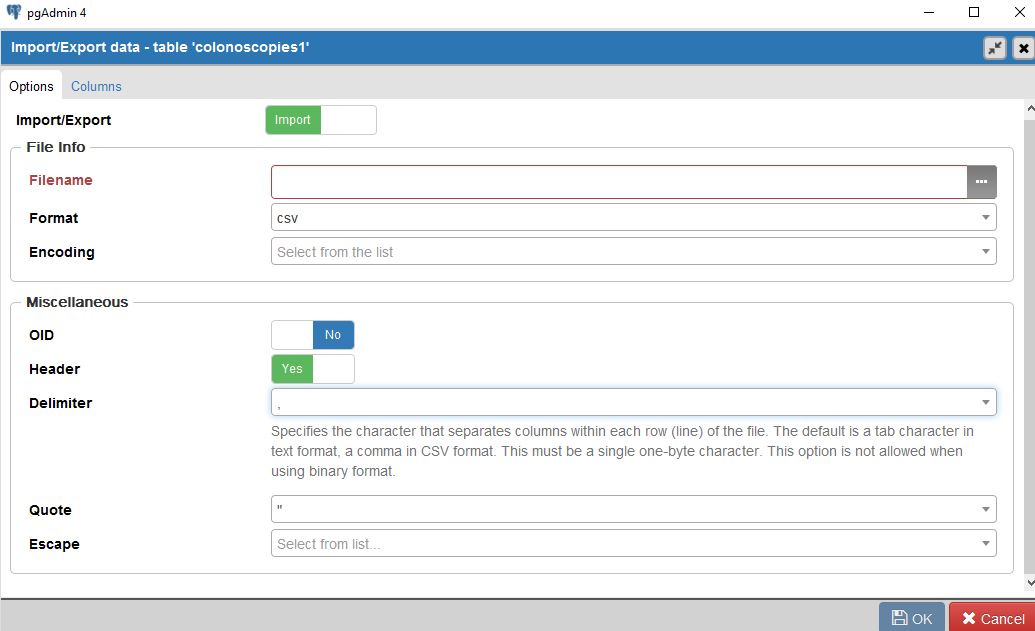 pgAdmin 4
Import/Export data - table 'colonoscopies1'
Options Columns
Import/Export Import
File Info
Filename
Format csv
Encoding Select from the list
Miscellaneous
OID No
Header Yes
Delimiter ,
Specifies the character that separates columns within each row (line) of the file. The default is a tab character in
text format, a comma in CSV format. This must be a single one-byte character. This option is not allowed when
using binary format.
Quote "
Escape Select from list...
OK Cancel